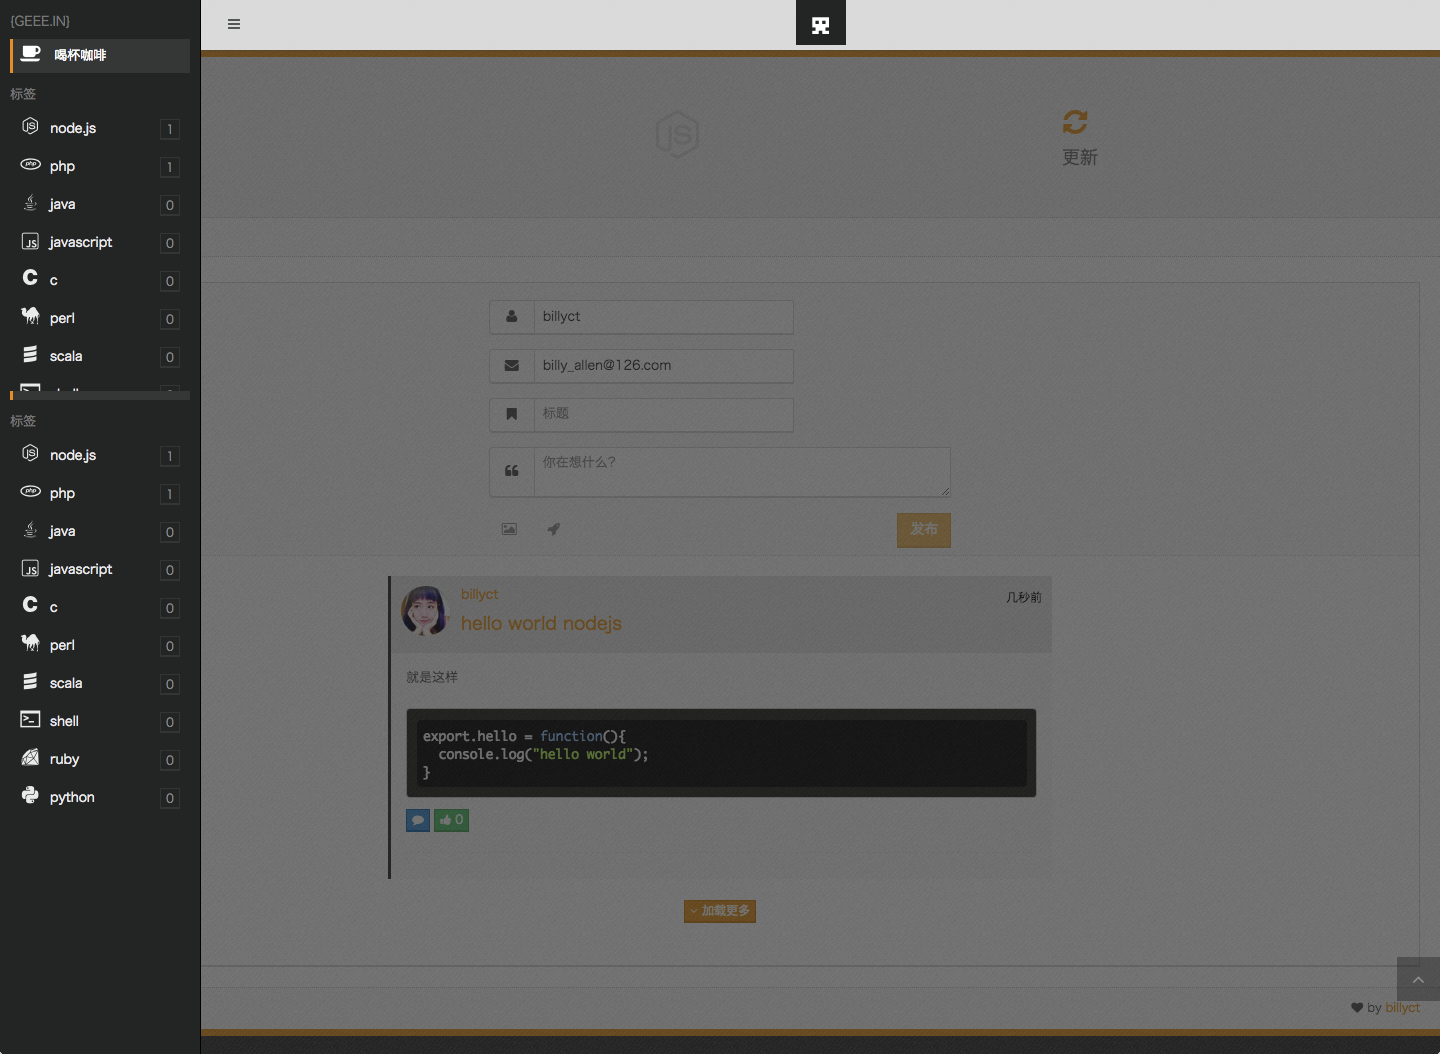 {GEEE.IN}
喝杯咖啡
标签
node.js 1
php 1
java 0
javascript 0
c 0
perl 0
scala 0
标签
node.js 1
php 1
java 0
javascript 0
c 0
perl 0
scala 0
shell 0
ruby 0
python 0
更新
billyct
billy_allen@126.com
标题
你在想什么?
发布
billyct
几秒前
hello world nodejs
就是这样
export.hello = function(){
console.log("hello world");
}
0
加载更多
by billyct